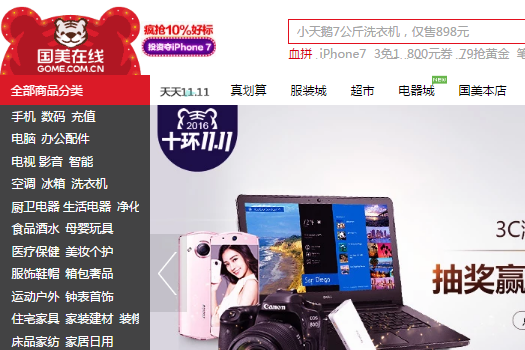 国美在线
GOME.COM.CN
疯抢10%好标
投资夺iPhone 7
小天鹅7公斤洗衣机，仅售898元
血拼 iPhone7 3免1 800元券 .79抢黄金
全部商品分类
天天11.11 真划算 服装城 超市 电器城 NEW 国美本店
手机 数码 充值
电脑 办公配件
电视 影音 智能
空调 冰箱 洗衣机
厨卫电器 生活电器 净化
食品酒水 母婴玩具
医疗保健 美妆个护
服饰鞋帽 箱包奢品
运动户外 钟表首饰
住宅家具 家装建材 装修
床品家纺 家居日用
2016
十环11.11
3C
抽奖赢
San Diego
Canon
EOS
80D